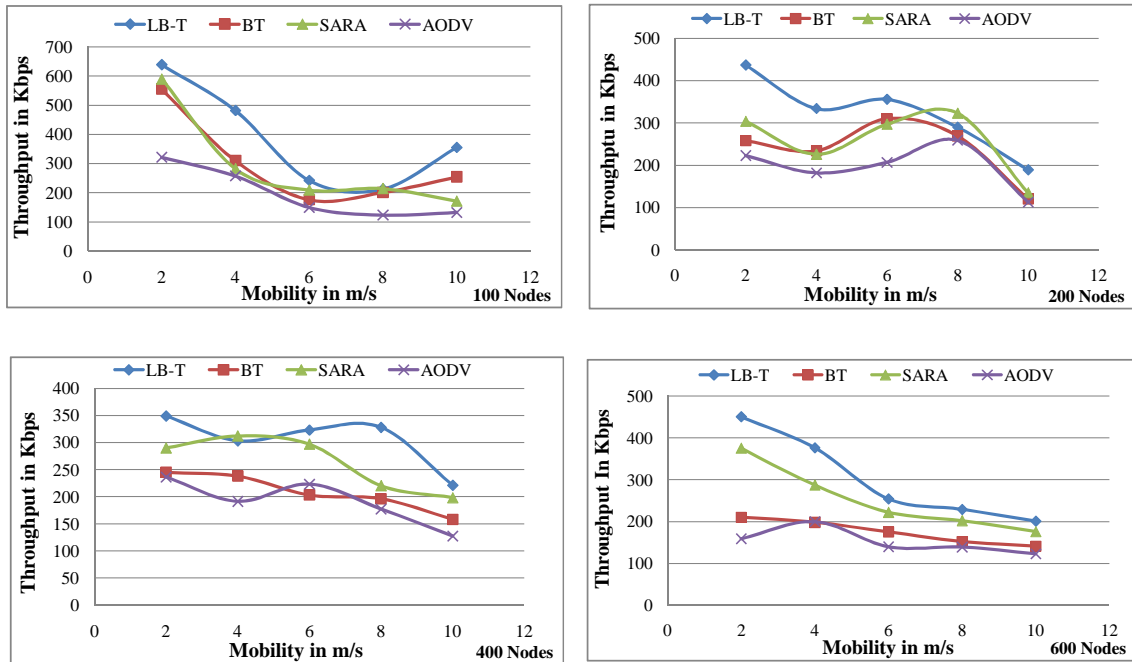 LB-T BT SARA AODV
Throughput in Kbps
700
600
500
400
300
200
100
0
0 2 4 6 8 10 12
Mobility in m/s
100 Nodes
LB-T BT SARA AODV
Throughptu in Kbps
500
400
300
200
100
0
0 2 4 6 8 10 12
Mobility in m/s
200 Nodes
LB-T BT SARA AODV
Throughput in Kbps
400
350
300
250
200
150
100
50
0
0 2 4 6 8 10 12
Mobility in m/s
400 Nodes
LB-T BT SARA AODV
Throughput In Kbps
500
400
300
200
100
0
0 2 4 6 8 10 12
Mobility in m/s
600 Nodes